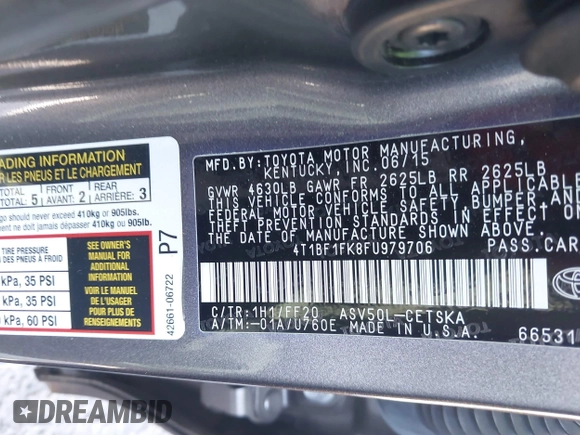 ADING INFORMATION
R LES PNEUS ET LE CHARGEMENT
TOTAL: 5 FRONT AVANT: 2 REAR ARRIÈRE: 3
go should never exceed 410kg or 905lb.
ne doit jamais dépasser 410kg ou 905lb.
TIRE
PNEUS À FROID
kPa, 35 PSI
kPa, 35 PSI
kPa, 60 PSI
SEE OWNER'S
MANUAL FOR
ADDITIONAL
INFORMATION
VOIR LE MANUEL
DE L'USAGER
POUR PLUS DE
RENSEIGNEMENTS
P7
42661-06722
MFD.BY: TOYOTA MOTOR MANUFACTURING,
KENTUCKY, INC. 06/15
GVWR 4630LB GAWR FR 2625LB RR 2625LB
THIS VEHICLE CONFORMS TO ALL APPLICABLE
FEDERAL MOTOR VEHICLE SAFETY, BUMPER, AND
THEFT PREVENTION STANDARDS IN EFFECT ON
THE DATE OF MANUFACTURE SHOWN ABOVE.
4T1BF1FK8FU979706 PASS.CAR
C/TR: 1H1/FF20 ASV50L-CETSKA
A/TM: -01A/U760E MADE IN U.S.A.
66531
DREAMBID